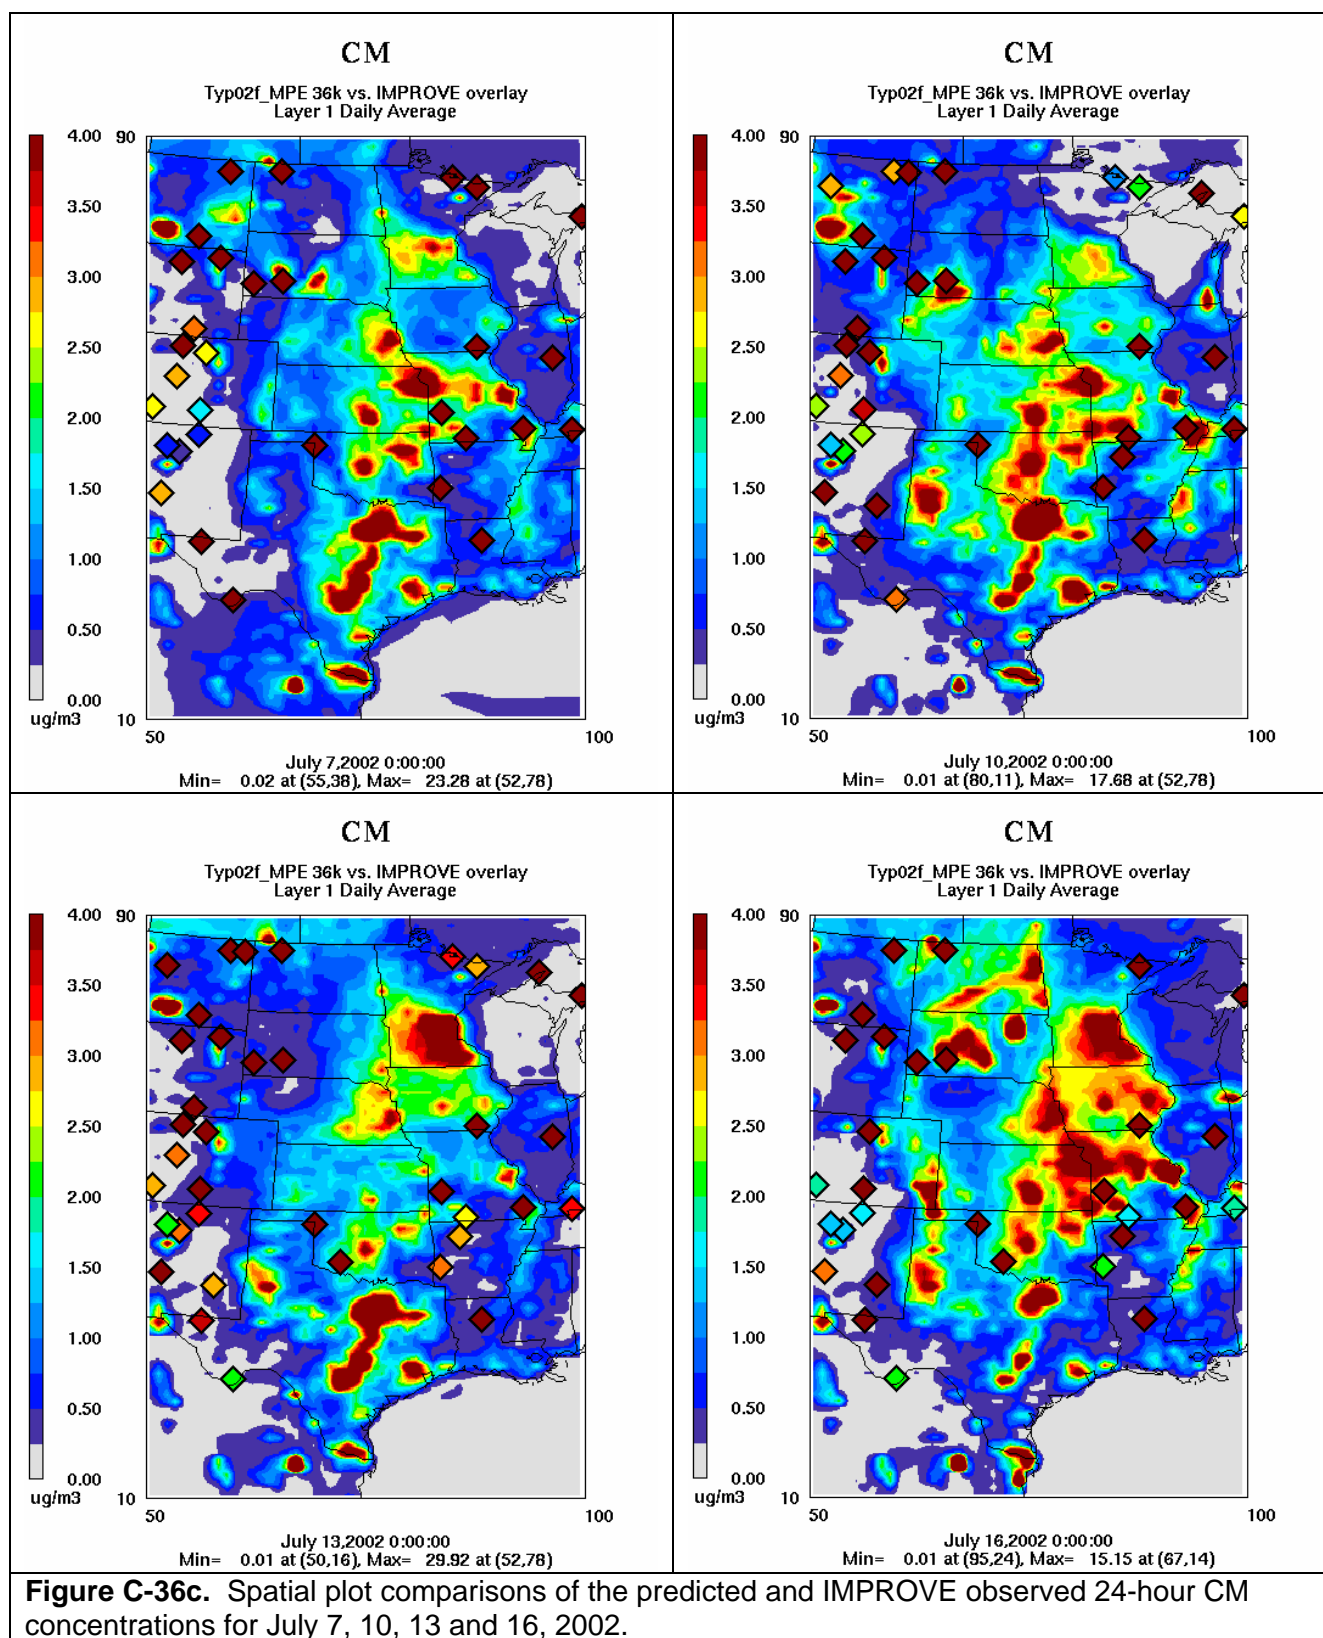 CM
Typ02f_MPE 36k vs. IMPROVE overlay
Layer 1 Daily Average
4.00
3.50
3.00
2.50
2.00
1.50
1.00
0.50
0.00
ug/m3
90
10
50
100
July 7,2002 0:00:00
Min= 0.02 at (55,38), Max= 23.28 at (52,78)
CM
Typ02f_MPE 36k vs. IMPROVE overlay
Layer 1 Daily Average
4.00
3.50
3.00
2.50
2.00
1.50
1.00
0.50
0.00
ug/m3
90
10
50
100
July 10,2002 0:00:00
Min= 0.01 at (80,11), Max= 17.68 at (52,78)
CM
Typ02f_MPE 36k vs. IMPROVE overlay
Layer 1 Daily Average
4.00
3.50
3.00
2.50
2.00
1.50
1.00
0.50
0.00
ug/m3
90
10
50
100
July 13,2002 0:00:00
Min= 0.01 at (50,16), Max= 29.92 at (52,78)
CM
Typ02f_MPE 36k vs. IMPROVE overlay
Layer 1 Daily Average
4.00
3.50
3.00
2.50
2.00
1.50
1.00
0.50
0.00
ug/m3
90
10
50
100
July 16,2002 0:00:00
Min= 0.01 at (95,24), Max= 15.15 at (67,14)
Figure C-36c. Spatial plot comparisons of the predicted and IMPROVE observed 24-hour CM
concentrations for July 7, 10, 13 and 16, 2002.